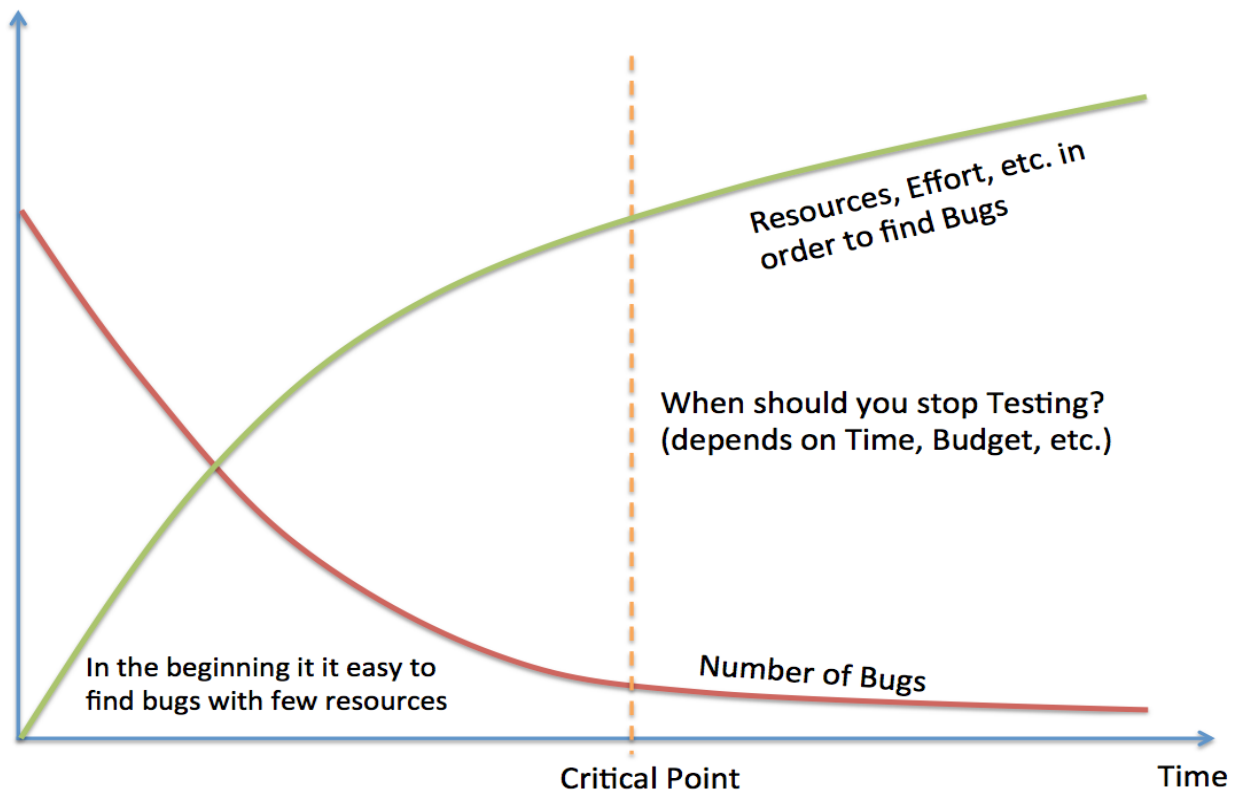 Resources, Effort, etc. in
order to find Bugs
When should you stop Testing?
(depends on Time, Budget, etc.)
In the beginning it it easy to
find bugs with few resources
Number of Bugs
Critical Point
Time